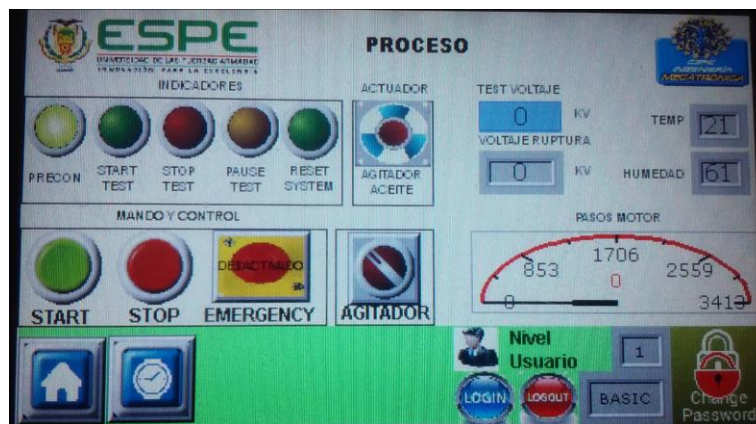 ESPE
UNIVERSIDAD DE LAS FUERZAS ARMADAS
INNOVACIÓN PARA LA EXCELENCIA
PROCESO
ESPE
INGENIERÍA
MECATRÓNICA
INDICADORES
PRECON
START TEST
STOP TEST
PAUSE TEST
RESET SYSTEM
ACTUADOR
AGITADOR
ACEITE
TEST VOLTAJE
0 KV
VOLTAJE RUPTURA
0 KV
TEMP 21
HUMEDAD 61
MANDO Y CONTROL
START
STOP
DESACTIVADO
EMERGENCY
AGITADOR
PASOS MOTOR
0
853
1706
2559
3413
0
Nivel
Usuario
1
LOGIN
LOGOUT
BASIC
Change
Password